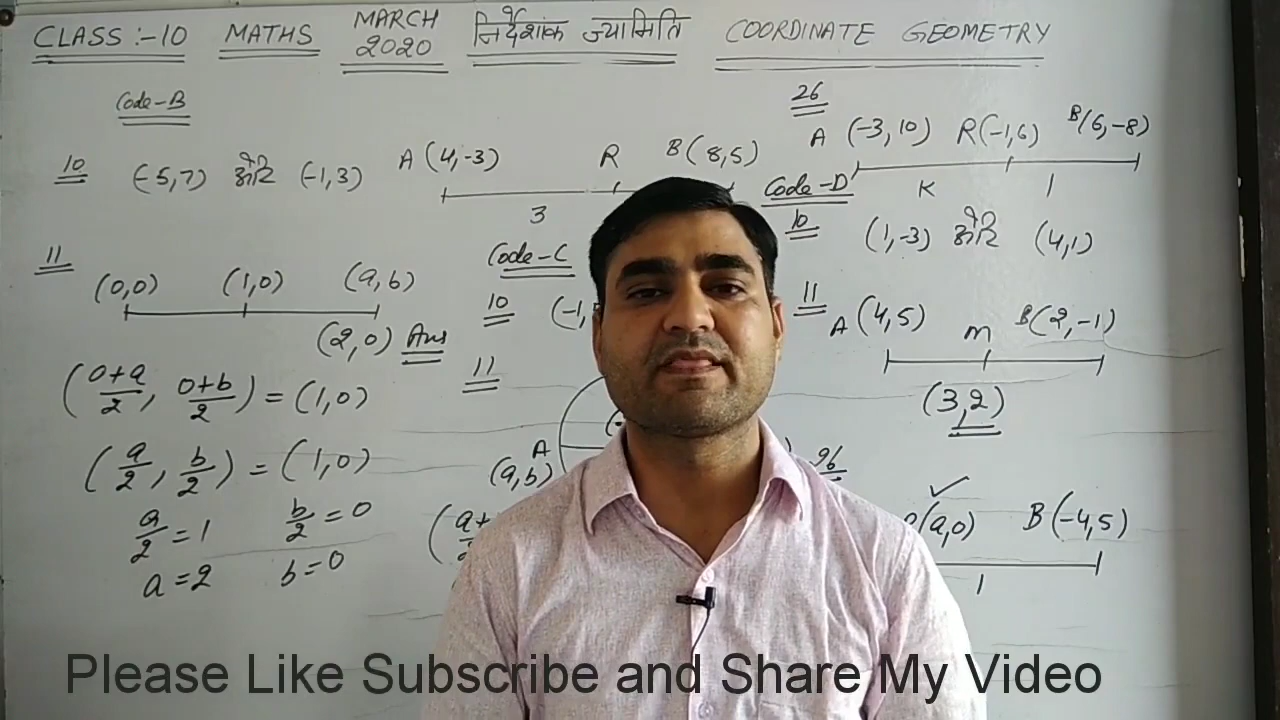 CLASS :-10 MATHS MARCH 2020 निर्देशांक ज्यामिति COORDINATE GEOMETRY
Code-B
10 (-5,7) और (-1,3)
A (4,-3) R B(8,5)
3
11
(0,0) (1,0) (a,b)
(2,0) Ans
(0+a/2, 0+b/2) = (1,0)
(a/2, b/2) = (1,0)
a/2 = 1 b/2 = 0
a = 2 b = 0
Code-C
10 (-1,
11
A
(a,b)
26
A (-3,10) R(-1,6) B(6,-8)
K 1
Code-D
10 (1,-3) और (4,1)
11 A (4,5) m B(2,-1)
(3,2)
26
(a,0) B(-4,5)
1
Please Like Subscribe and Share My Video